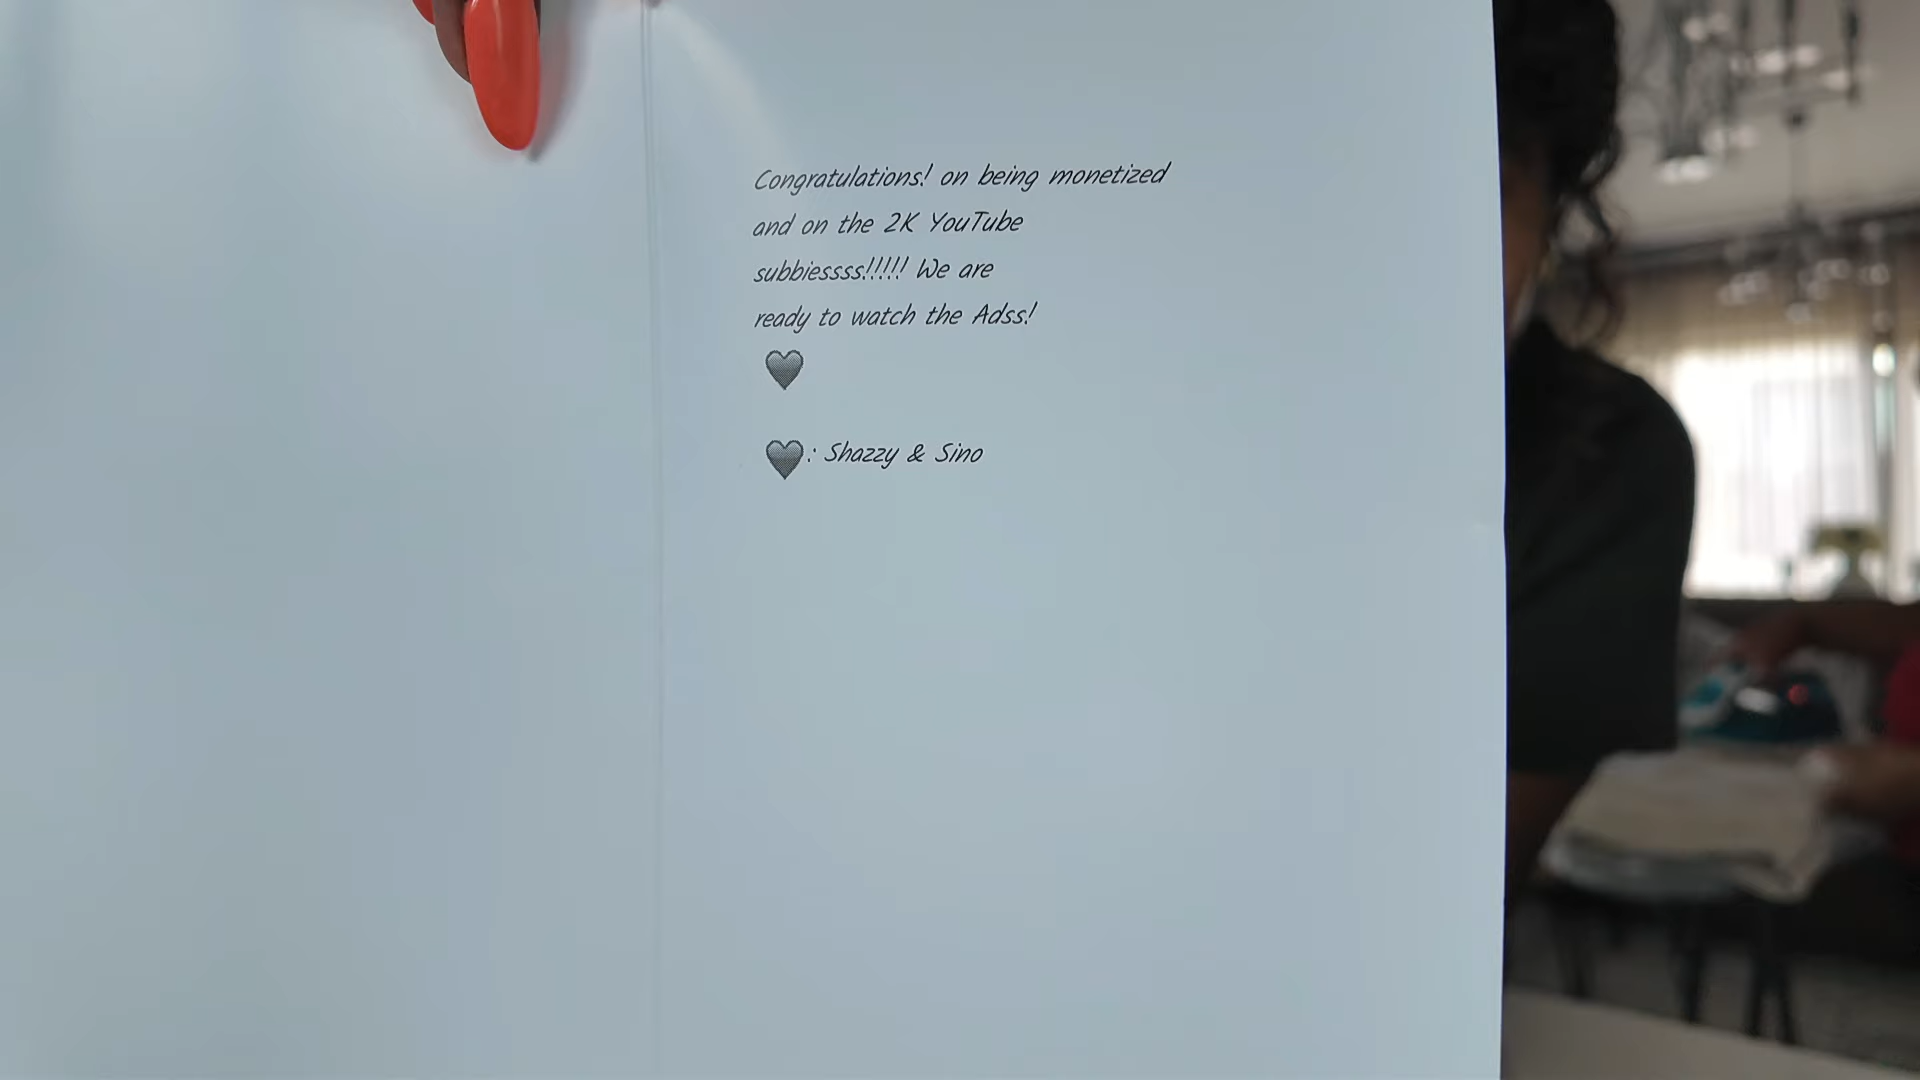 Congratulations! on being monetized
and on the 2K YouTube
subbiessss!!!!! We are
ready to watch the Adss!
🖤
🖤: Shazzy & Sino